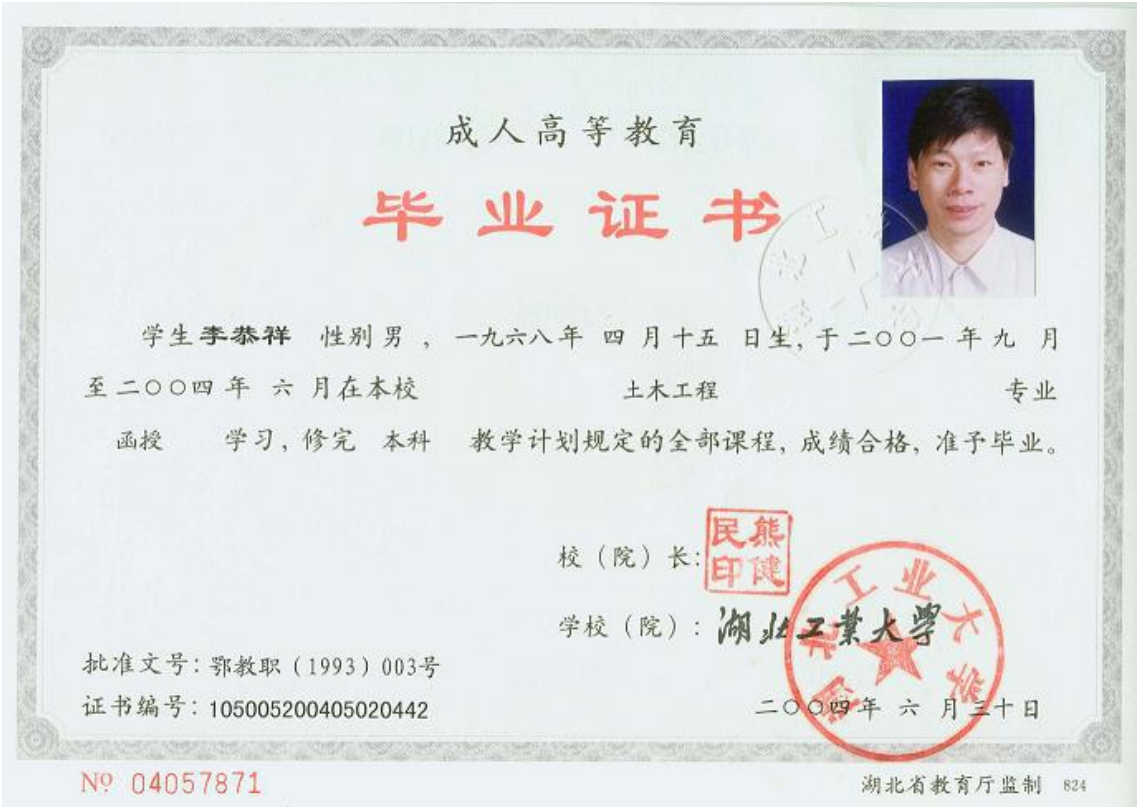 成人高等教育
毕业证书
学生李恭祥 性别男，一九六八年 四 月十五 日生，于二〇〇一年九 月
至二〇〇四年 六 月在本校 土木工程 专业
函授 学习，修完 本科 教学计划规定的全部课程，成绩合格，准予毕业。
校（院）长：
熊健民印
学校（院）：湖北工业大学
湖北工业大学
批准文号：鄂教职（1993）003号
证书编号：105005200405020442
二〇〇四年 六 月三十日
№ 04057871
湖北省教育厅监制 824